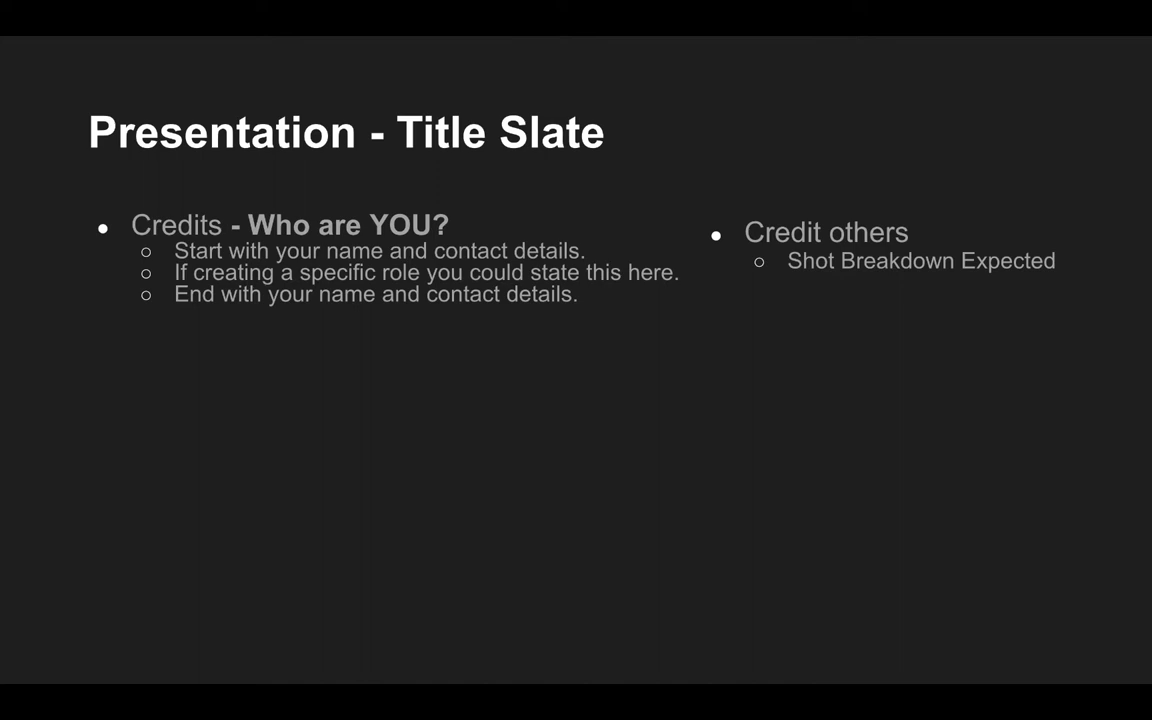 Presentation - Title Slate
● Credits - Who are YOU?
○ Start with your name and contact details.
○ If creating a specific role you could state this here.
○ End with your name and contact details.
● Credit others
○ Shot Breakdown Expected